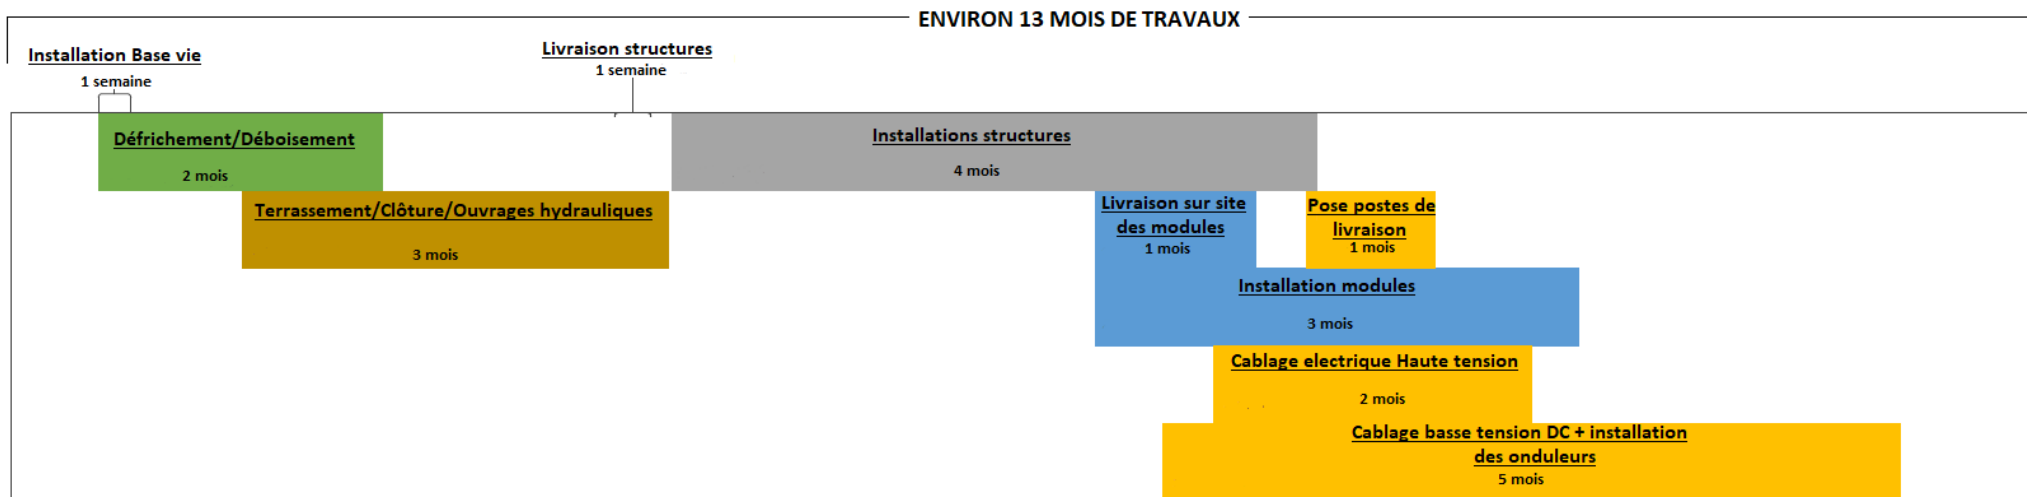 ENVIRON 13 MOIS DE TRAVAUX
Installation Base vie
1 semaine
Livraison structures
1 semaine
Défrichement/Déboisement
2 mois
Installations structures
4 mois
Terrassement/Clôture/Ouvrages hydrauliques
3 mois
Livraison sur site
des modules
1 mois
Pose postes de
livraison
1 mois
Installation modules
3 mois
Cablage electrique Haute tension
2 mois
Cablage basse tension DC + installation
des onduleurs
5 mois